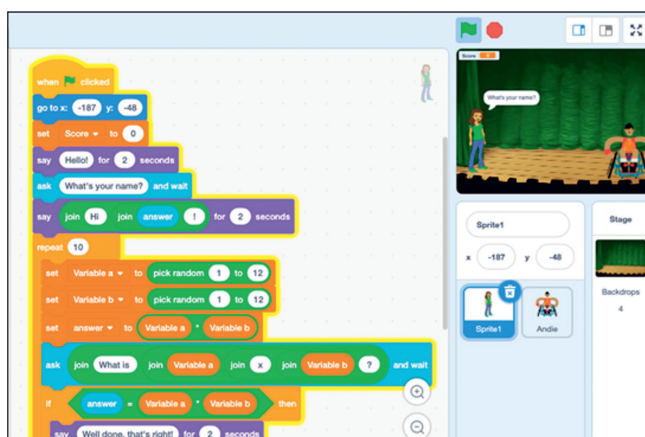 when clicked
go to x: -187 y: -48
set Score to 0
say Hello! for 2 seconds
ask What's your name? and wait
say join Hi join answer ! for 2 seconds
repeat 10
set Variable a to pick random 1 to 12
set Variable b to pick random 1 to 12
set answer to Variable a * Variable b
ask join What is join Variable a join x join Variable b ? and wait
if answer = Variable a * Variable b then
say Well done, that's right! for 2 seconds
Score
What's your name?
Sprite1
x -187 y -48
Sprite1
Andie
Stage
Backdrops
4